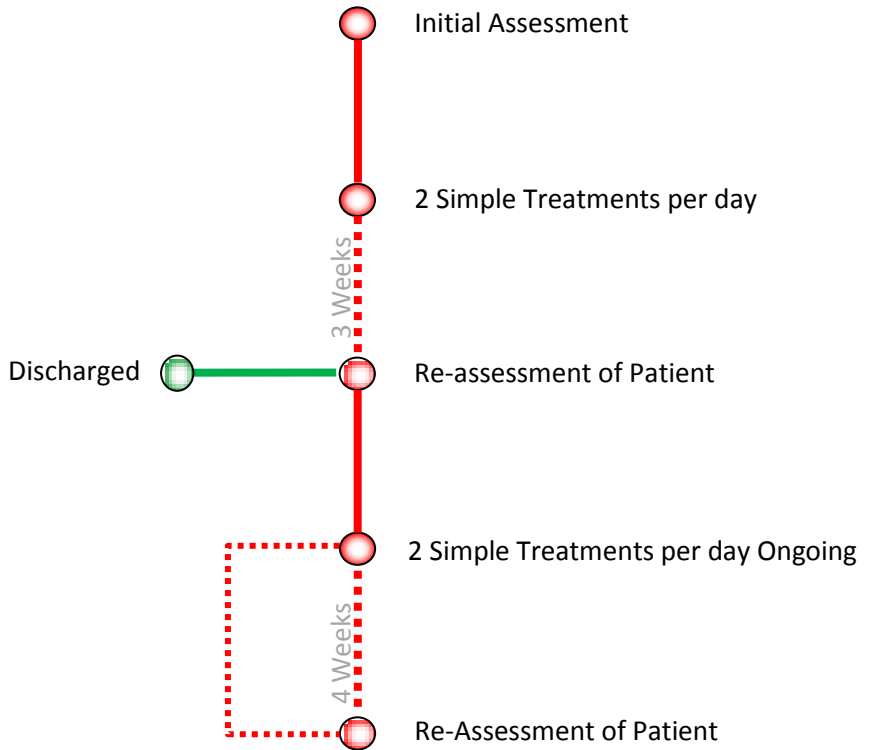 Initial Assessment
2 Simple Treatments per day
3 Weeks
Discharged
Re-assessment of Patient
2 Simple Treatments per day Ongoing
4 Weeks
Re-Assessment of Patient